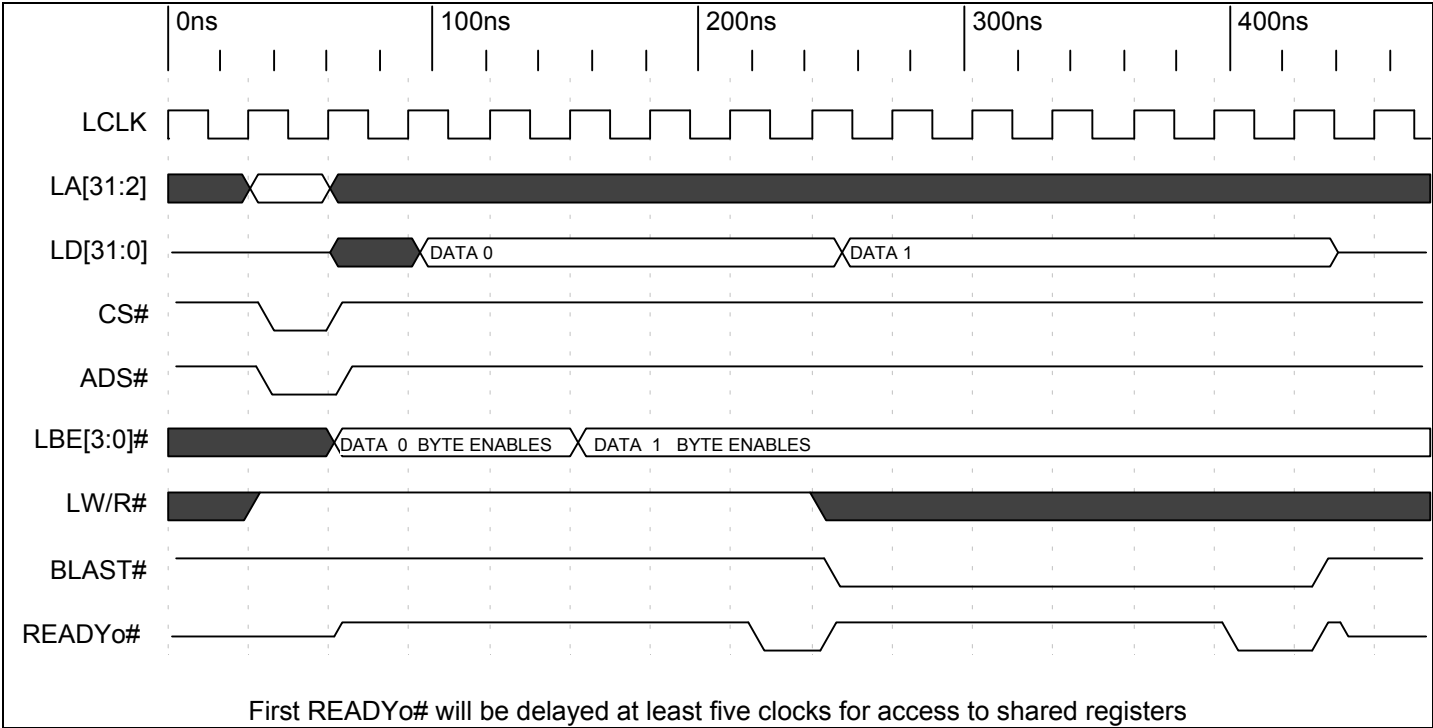 0ns 100ns 200ns 300ns 400ns
LCLK
LA[31:2]
LD[31:0] DATA 0 DATA 1
CS#
ADS#
LBE[3:0]# DATA 0 BYTE ENABLES DATA 1 BYTE ENABLES
LW/R#
BLAST#
READYo#
First READYo# will be delayed at least five clocks for access to shared registers